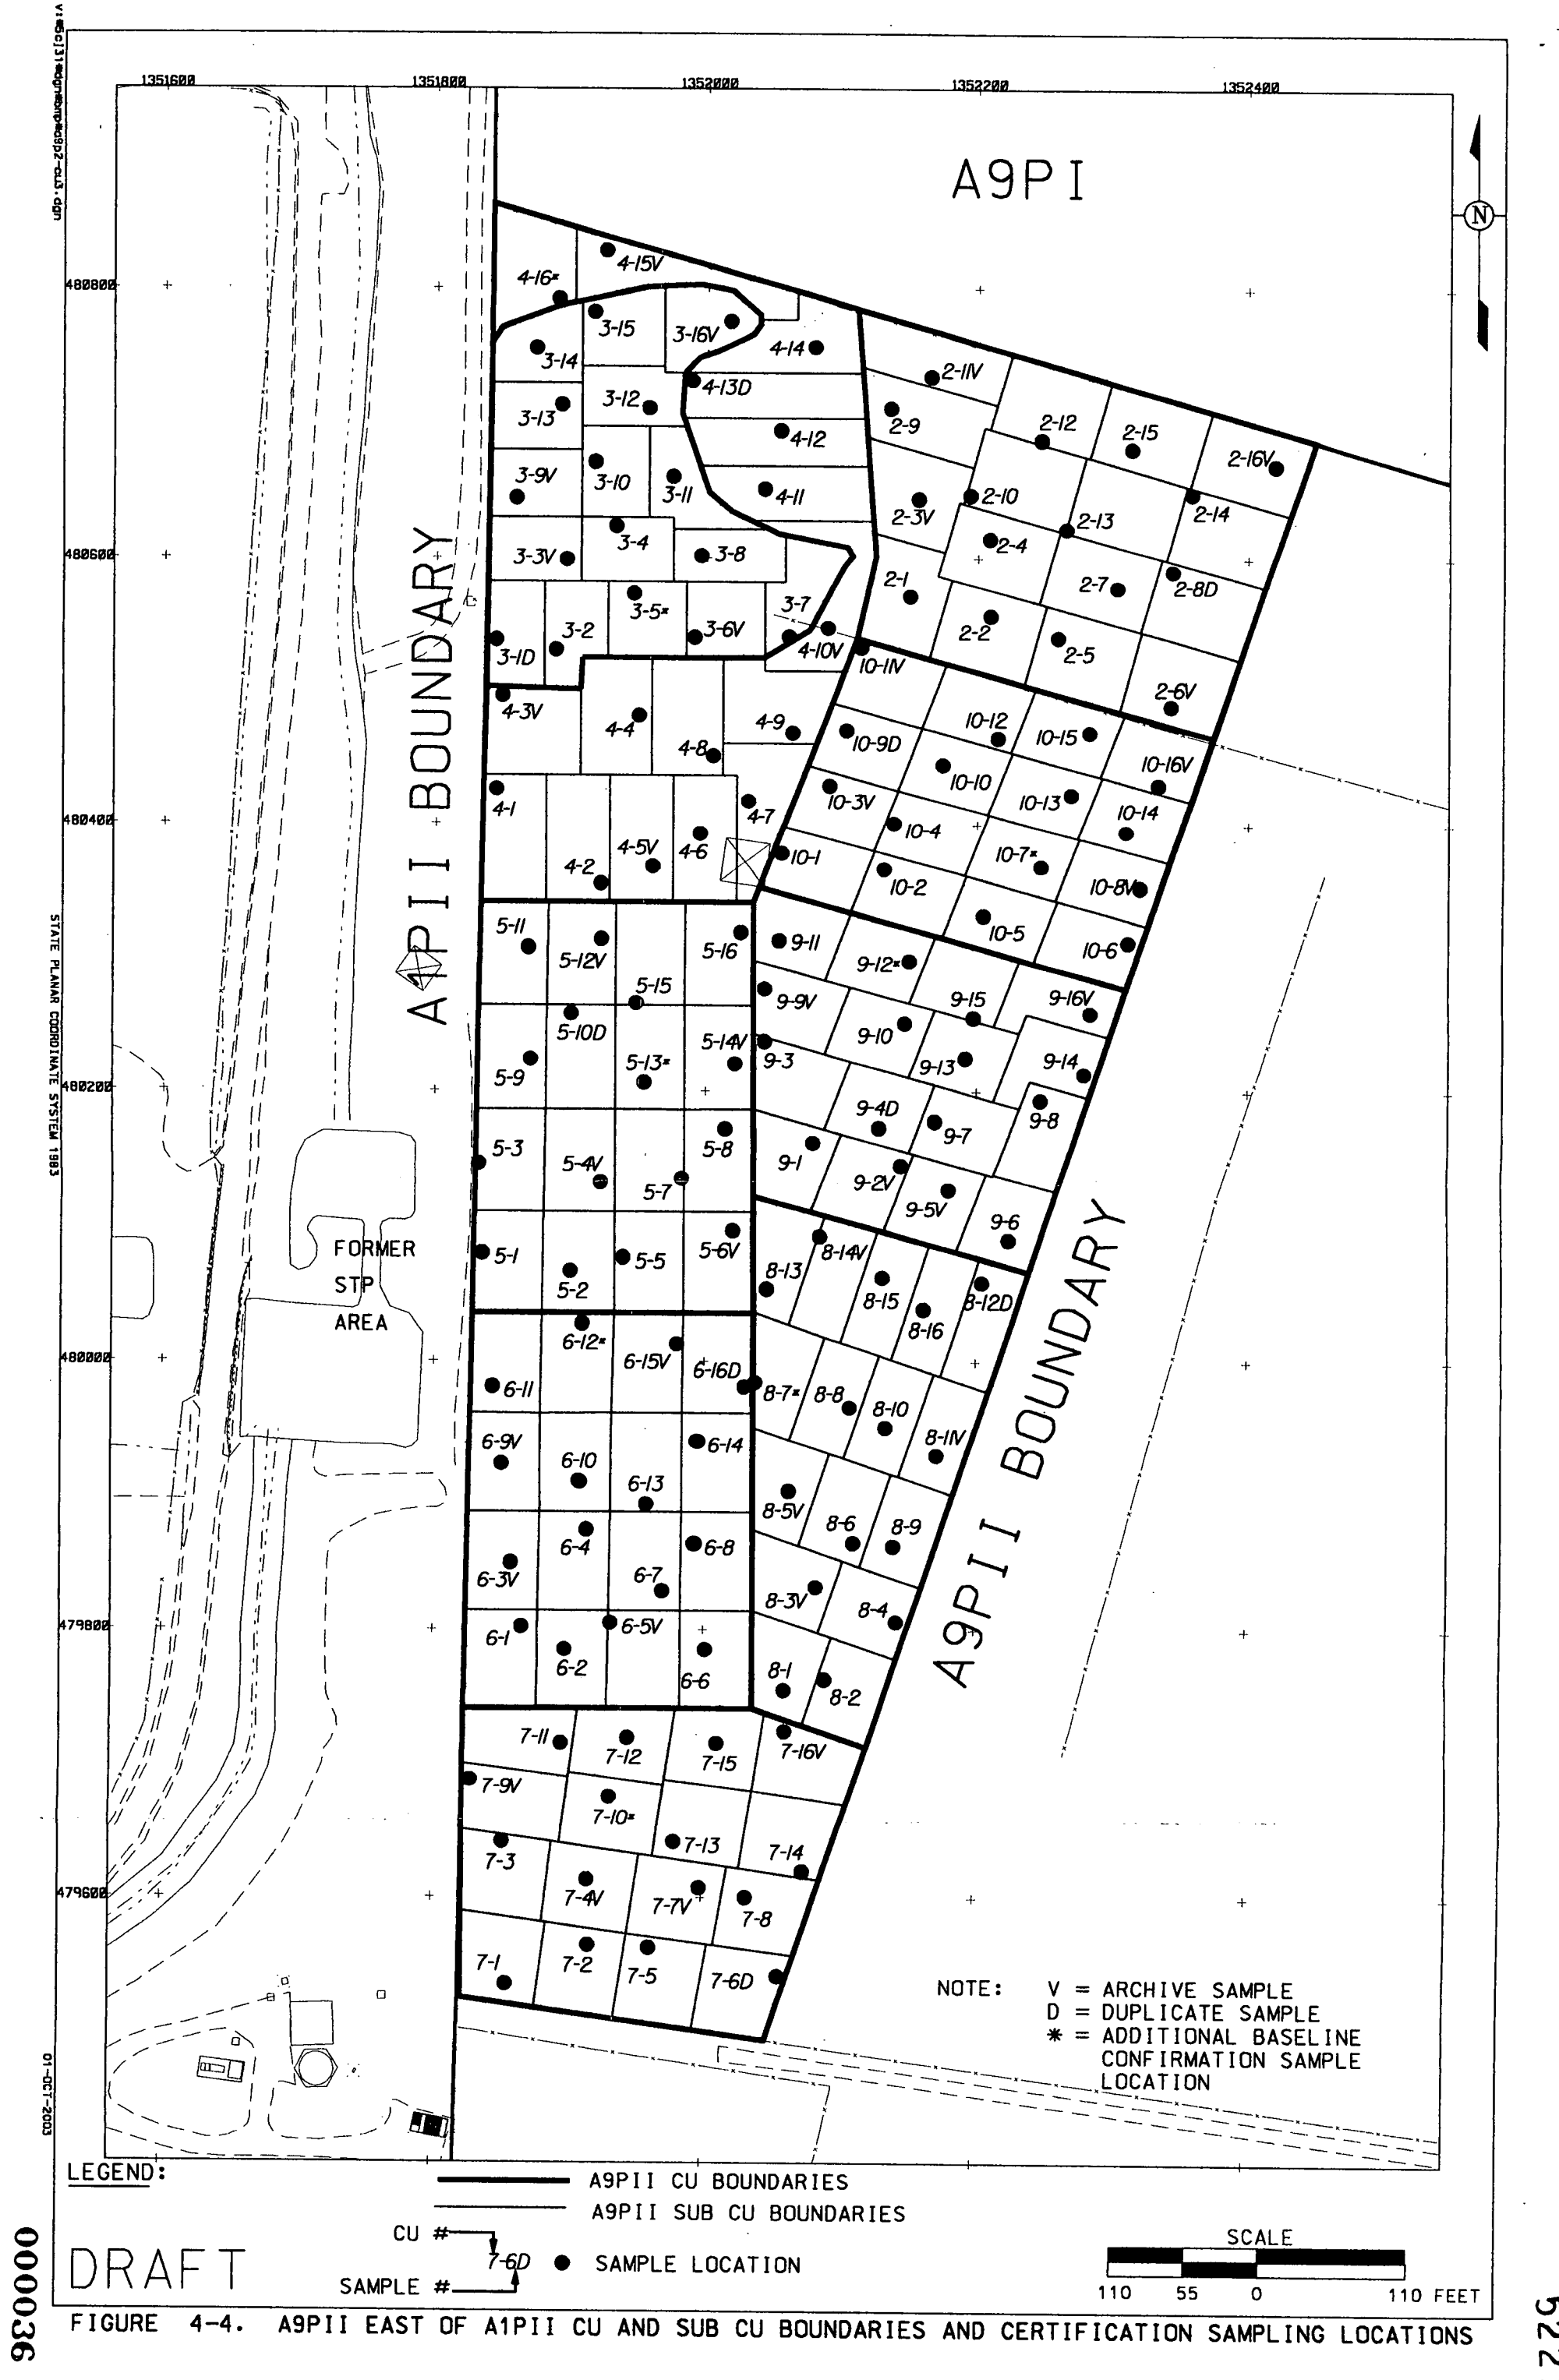 1351600 1351800 1352000 1352200 1352400
A9PI
N
4-15V
4-16*
480800
3-15
3-16V
4-14
3-14
2-11V
4-13D
3-12
3-13
2-9
2-12
2-15
4-12
2-16V
3-9V
3-10
3-11
4-11
2-10
2-3V
2-14
2-13
3-4
2-4
480600
3-3V
3-8
2-1
2-7
2-8D
3-5*
3-7
3-2
3-6V
2-2
4-10V
2-5
3-1D
10-11V
2-6V
4-3V
4-4
4-9
10-12
10-15
4-8
10-9D
10-16V
10-10
10-3V
10-13
4-1
4-7
10-14
480400
10-4
4-2
4-5V
4-6
10-1
10-7*
10-2
10-8V
A1PII BOUNDARY
5-11
10-5
5-16
9-11
10-6
5-12V
9-12*
5-15
9-15
9-16V
9-9V
5-10D
9-10
5-14V
9-3
5-13*
9-13
9-14
5-9
480200
9-4D
9-8
9-7
5-3
5-8
9-1
5-4V
5-7
9-2V
9-5V
9-6
FORMER
STP
AREA
5-1
5-2
5-5
5-6V
8-14V
8-13
8-15
8-12D
8-16
A9PII BOUNDARY
6-12*
6-15V
480000
6-16D
6-11
8-7*
8-8
8-10
8-11V
6-9V
6-14
6-10
6-13
8-5V
8-6
8-9
6-4
6-8
6-3V
6-7
8-3V
8-4
479800
6-1
6-5V
6-2
6-6
8-1
8-2
7-11
7-12
7-15
7-16V
7-9V
7-10*
7-13
7-14
7-3
479600
7-4V
7-7V
7-8
7-1
7-2
7-5
7-6D
NOTE: V = ARCHIVE SAMPLE
D = DUPLICATE SAMPLE
* = ADDITIONAL BASELINE
CONFIRMATION SAMPLE
LOCATION
STATE PLANAR COORDINATE SYSTEM 1983
01-OCT-2003
LEGEND:
A9PII CU BOUNDARIES
A9PII SUB CU BOUNDARIES
CU #
7-6D
SAMPLE LOCATION
SAMPLE #
SCALE
110 55 0 110 FEET
DRAFT
FIGURE 4-4. A9PII EAST OF A1PII CU AND SUB CU BOUNDARIES AND CERTIFICATION SAMPLING LOCATIONS
000036